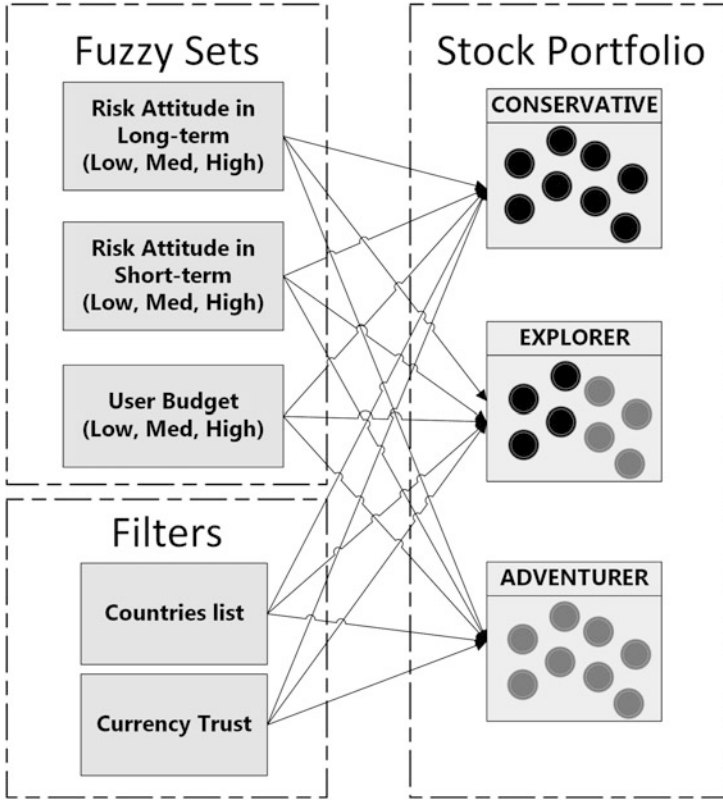 Fuzzy Sets
Risk Attitude in
Long-term
(Low, Med, High)
Risk Attitude in
Short-term
(Low, Med, High)
User Budget
(Low, Med, High)
Filters
Countries list
Currency Trust
Stock Portfolio
CONSERVATIVE
EXPLORER
ADVENTURER